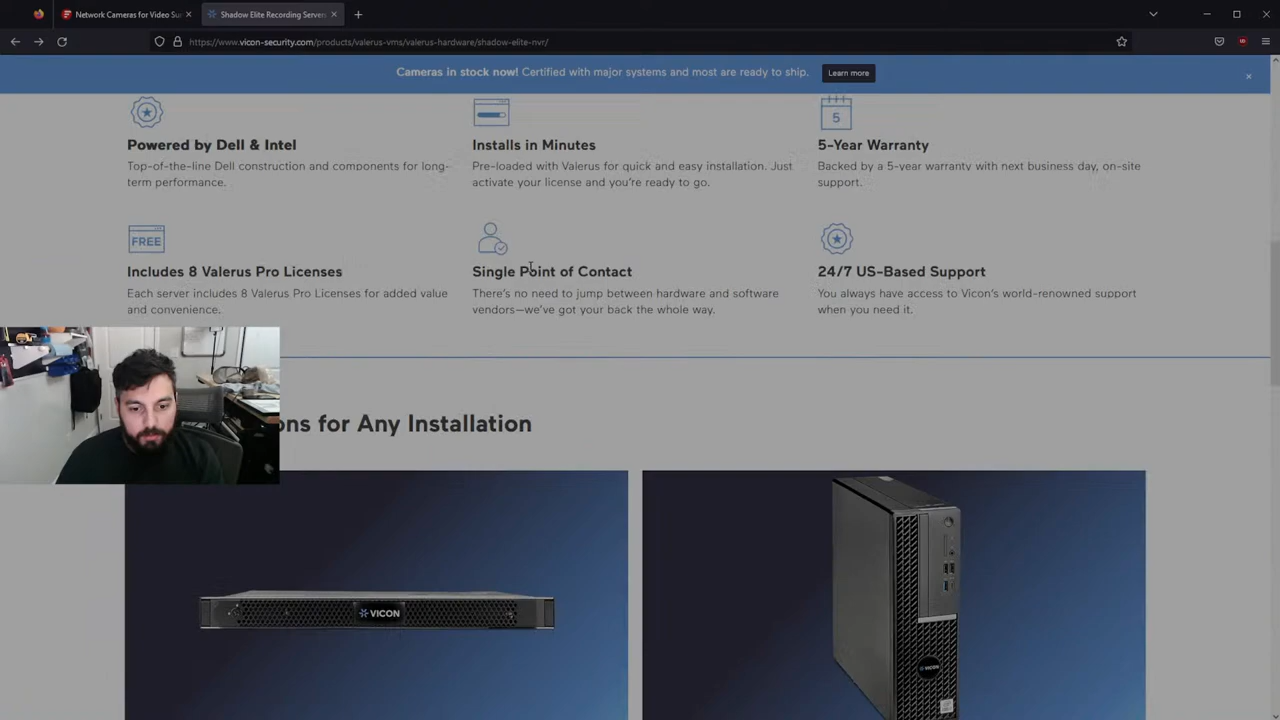 Network Cameras for Video Su
Shadow Elite Recording Servers
https://www.vicon-security.com/products/valerus-vms/valerus-hardware/shadow-elite-nvr/
Cameras in stock now! Certified with major systems and most are ready to ship. Learn more
5
Powered by Dell & Intel
Top-of-the-line Dell construction and components for long-
term performance.
Installs in Minutes
Pre-loaded with Valerus for quick and easy installation. Just
activate your license and you're ready to go.
5-Year Warranty
Backed by a 5-year warranty with next business day, on-site
support.
FREE
Includes 8 Valerus Pro Licenses
Each server includes 8 Valerus Pro Licenses for added value
and convenience.
Single Point of Contact
There's no need to jump between hardware and software
vendors—we've got your back the whole way.
24/7 US-Based Support
You always have access to Vicon's world-renowned support
when you need it.
ons for Any Installation
VICON
VICON